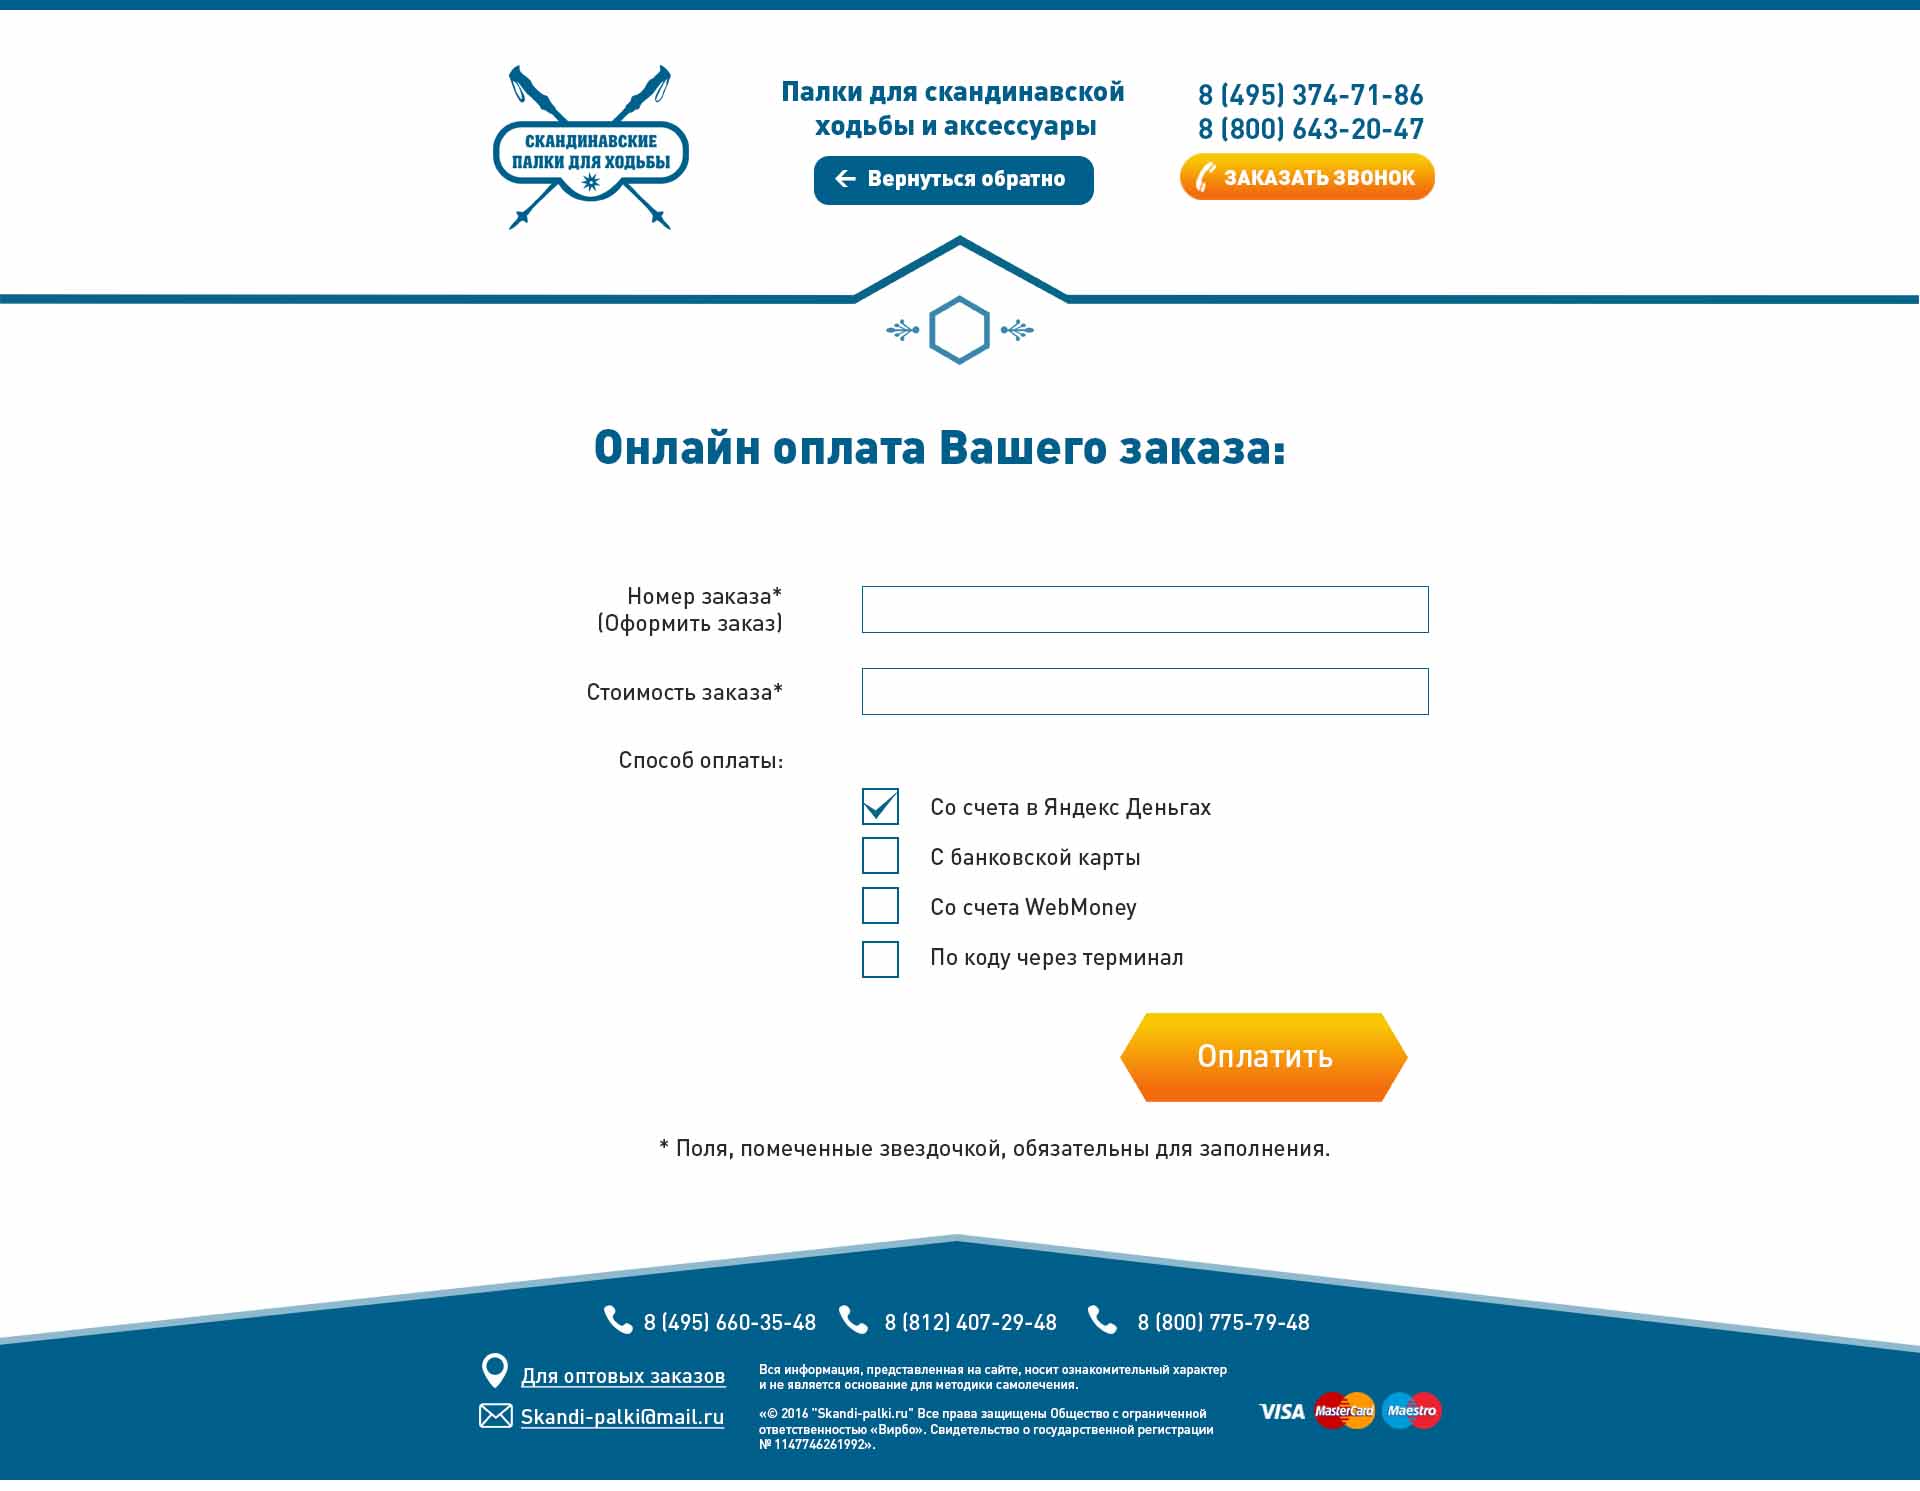 СКАНДИНАВСКИЕ
ПАЛКИ ДЛЯ ХОДЬБЫ
Палки для скандинавской
ходьбы и аксессуары
Вернуться обратно
8 (495) 374-71-86
8 (800) 643-20-47
ЗАКАЗАТЬ ЗВОНОК
Онлайн оплата Вашего заказа:
Номер заказа*
(Оформить заказ)
Стоимость заказа*
Способ оплаты:
Со счета в Яндекс Деньгах
С банковской карты
Со счета WebMoney
По коду через терминал
Оплатить
* Поля, помеченные звездочкой, обязательны для заполнения.
8 (495) 660-35-48 8 (812) 407-29-48 8 (800) 775-79-48
Для оптовых заказов
Skandi-palki@mail.ru
Вся информация, представленная на сайте, носит ознакомительный характер
и не является основание для методики самолечения.
«© 2016 "Skandi-palki.ru" Все права защищены Общество с ограниченной
ответственностью «Вирбо». Свидетельство о государственной регистрации
№ 1147746261992».
VISA MasterCard Maestro